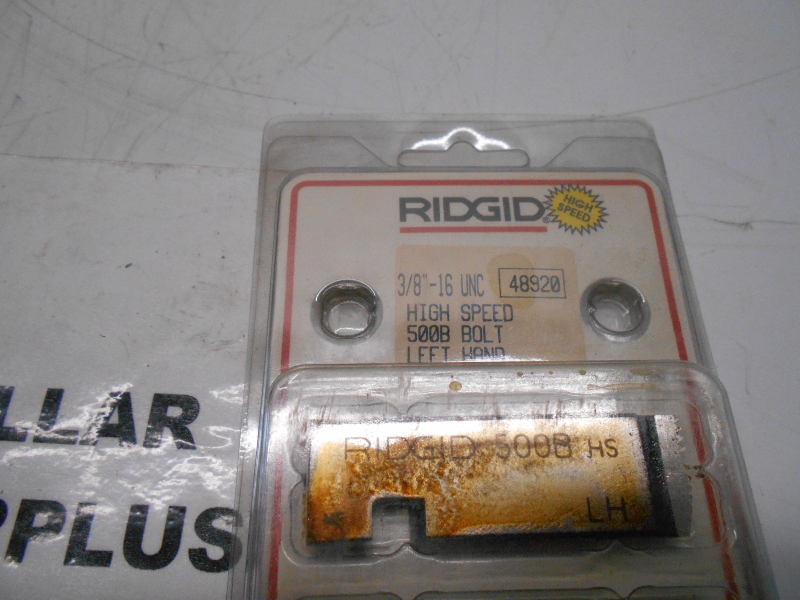 RIDGID
HIGH
SPEED
3/8"-16 UNC 48920
HIGH SPEED
500B BOLT
LEFT HAND
RIDGID 500B HS
LH
LLAR
PLUS